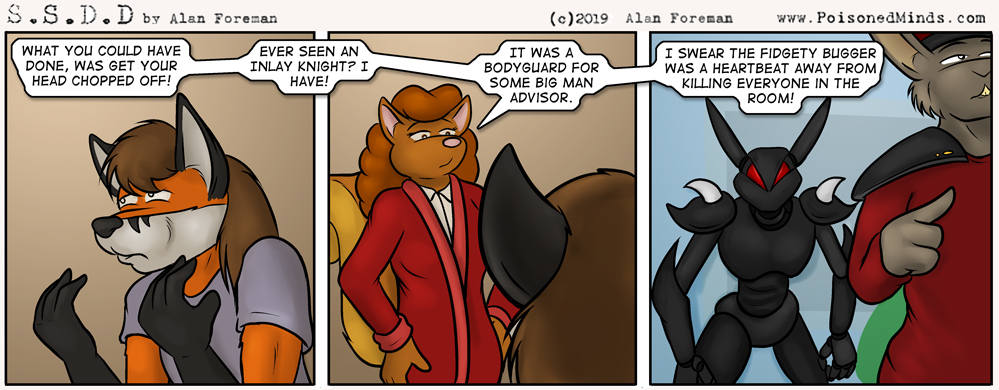 S.S.D.D by Alan Foreman (c)2019 Alan Foreman www.PoisonedMinds.com
WHAT YOU COULD HAVE
DONE, WAS GET YOUR
HEAD CHOPPED OFF!
EVER SEEN AN
INLAY KNIGHT? I
HAVE!
IT WAS A
BODYGUARD FOR
SOME BIG MAN
ADVISOR.
I SWEAR THE FIDGETY BUGGER
WAS A HEARTBEAT AWAY FROM
KILLING EVERYONE IN THE
ROOM!